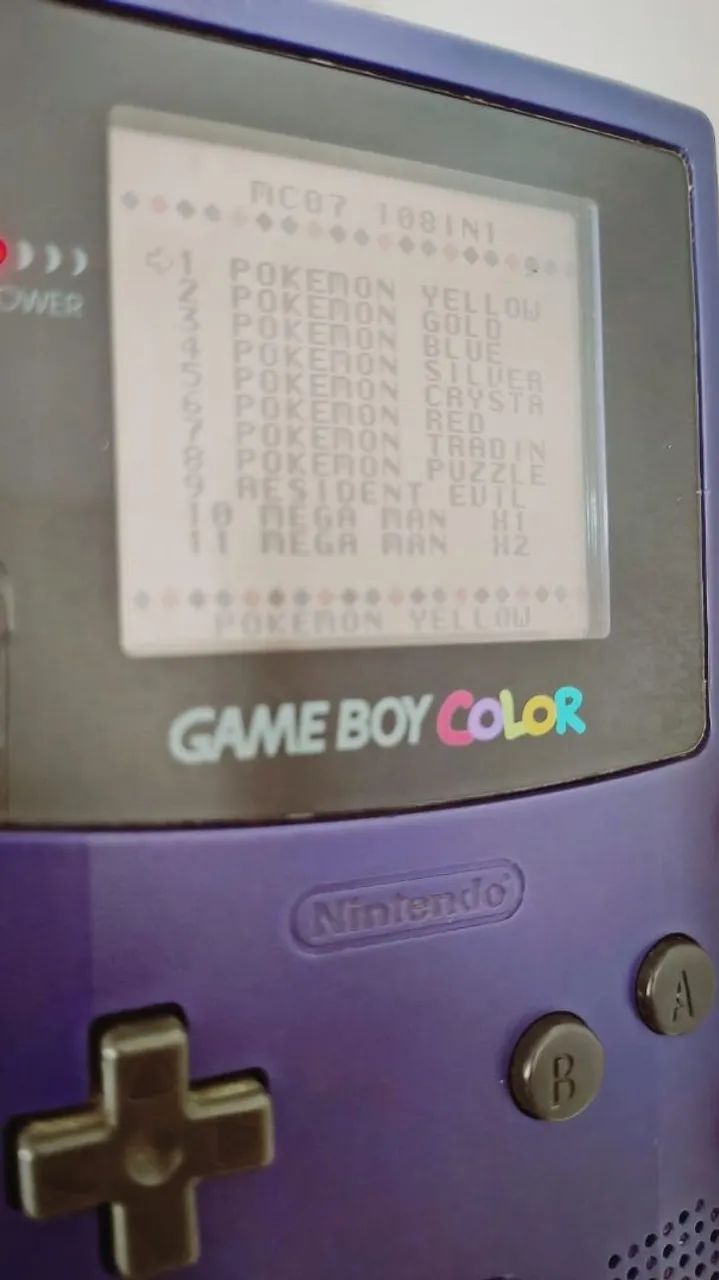 MC07 108IN1
POWER
1 POKEMON YELLOW
2 POKEMON GOLD
3 POKEMON BLUE
4 POKEMON SILVER
5 POKEMON CRYSTA
6 POKEMON RED
7 POKEMON TRADIN
8 POKEMON PUZZLE
9 RESIDENT EVIL
10 MEGA MAN X1
11 MEGA MAN X2
POKEMON YELLOW
GAME BOY COLOR
Nintendo
A
B